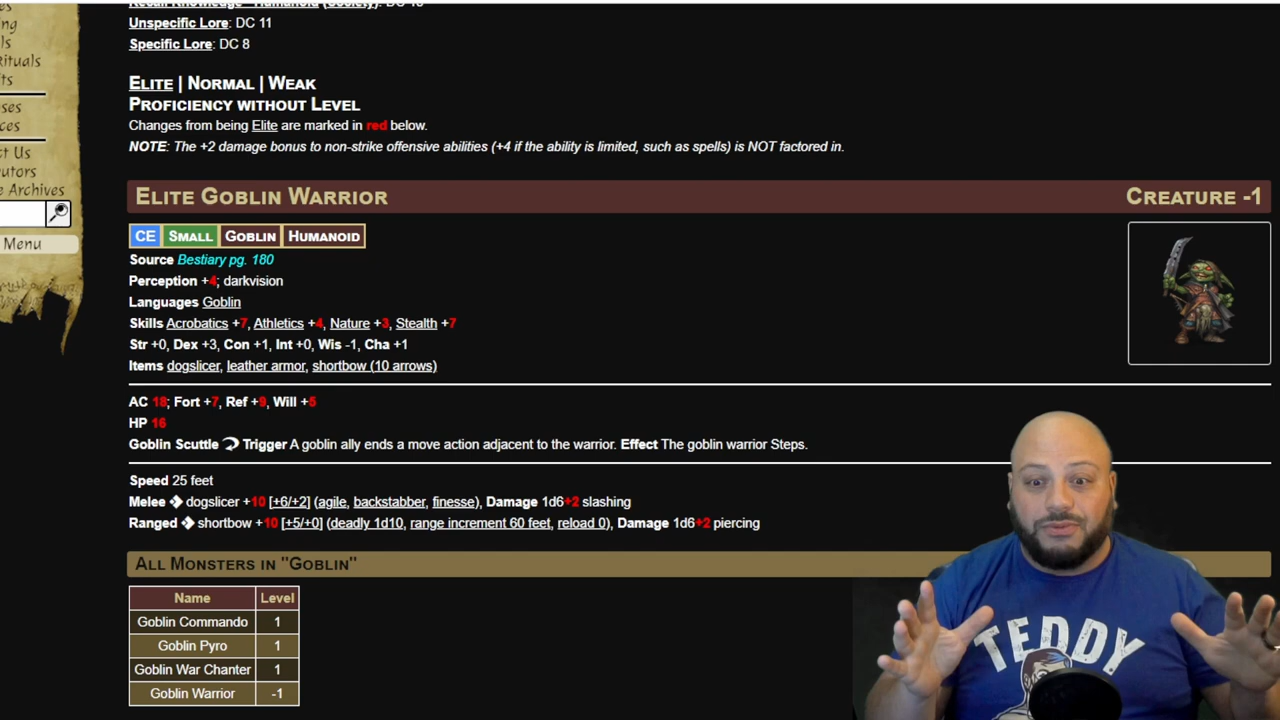 Unspecific Lore: DC 11
Specific Lore: DC 8
ELITE | NORMAL | WEAK
PROFICIENCY WITHOUT LEVEL
Changes from being Elite are marked in red below.
NOTE: The +2 damage bonus to non-strike offensive abilities (+4 if the ability is limited, such as spells) is NOT factored in.
Rituals
ct Us
e Archives
Menu
ELITE GOBLIN WARRIOR CREATURE -1
CE SMALL GOBLIN HUMANOID
Source Bestiary pg. 180
Perception +4; darkvision
Languages Goblin
Skills Acrobatics +7, Athletics +4, Nature +3, Stealth +7
Str +0, Dex +3, Con +1, Int +0, Wis -1, Cha +1
Items dogslicer, leather armor, shortbow (10 arrows)
AC 18; Fort +7, Ref +9, Will +5
HP 16
Goblin Scuttle Trigger A goblin ally ends a move action adjacent to the warrior. Effect The goblin warrior Steps.
Speed 25 feet
Melee dogslicer +10 [+6/+2] (agile, backstabber, finesse), Damage 1d6+2 slashing
Ranged shortbow +10 [+5/+0] (deadly 1d10, range increment 60 feet, reload 0), Damage 1d6+2 piercing
ALL MONSTERS IN "GOBLIN"
Name Level
Goblin Commando 1
Goblin Pyro 1
Goblin War Chanter 1
Goblin Warrior -1
TEDDY